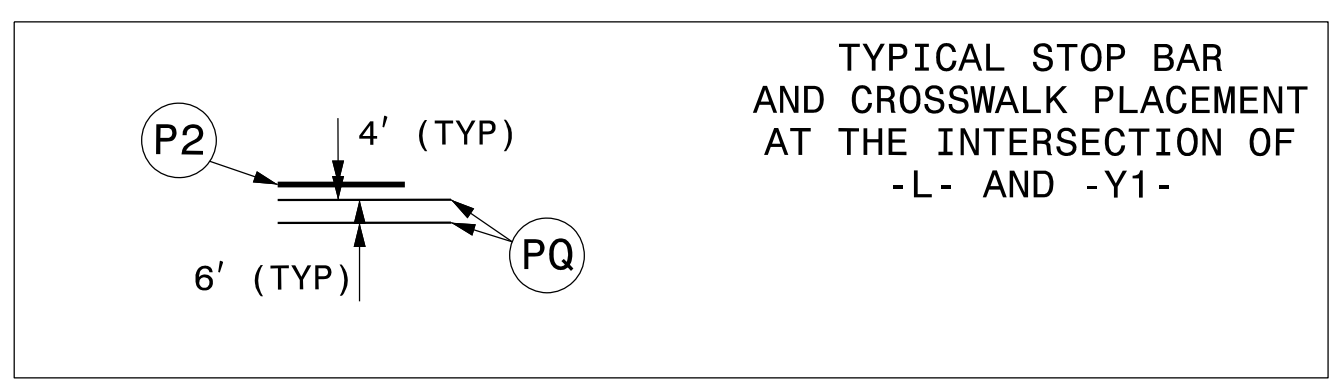 TYPICAL STOP BAR
AND CROSSWALK PLACEMENT
AT THE INTERSECTION OF
-L- AND -Y1-
P2
4' (TYP)
6' (TYP)
PQ